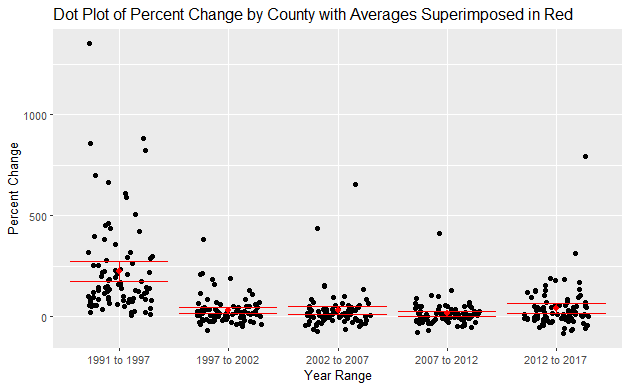 Dot Plot of Percent Change by County with Averages Superimposed in Red
Percent Change
1000
500
0
1991 to 1997
1997 to 2002
2002 to 2007
2007 to 2012
2012 to 2017
Year Range